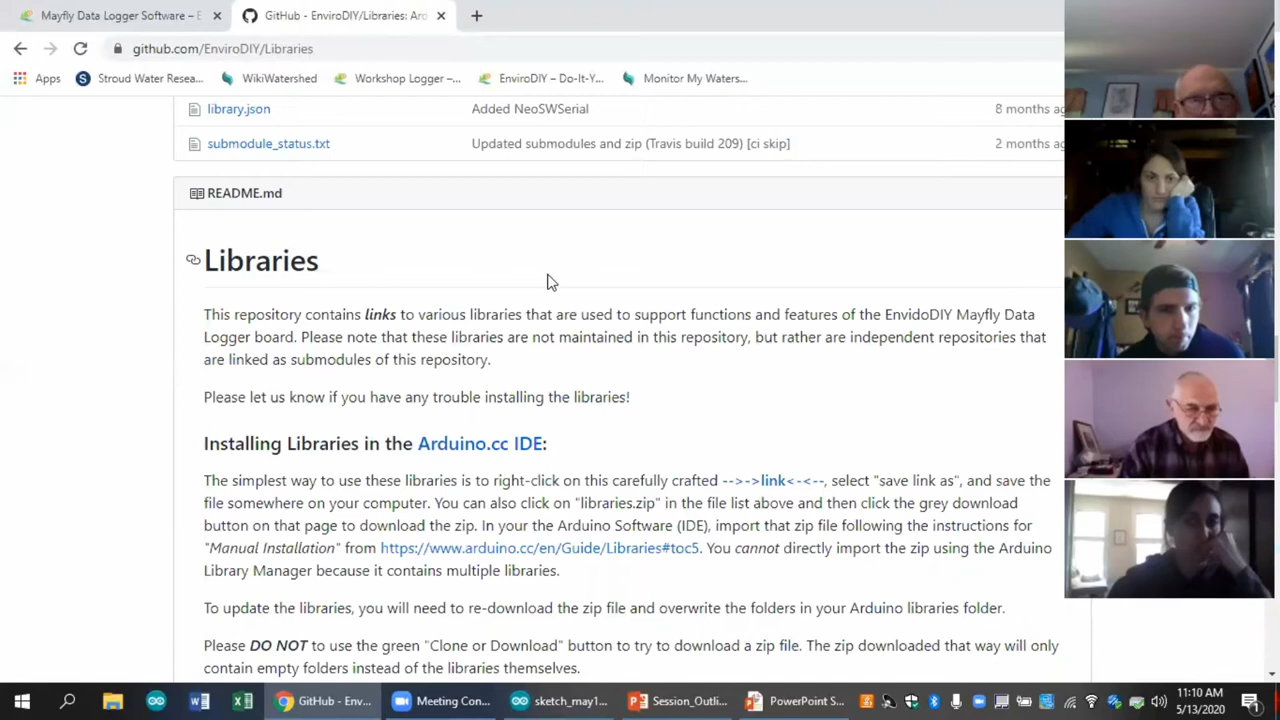 Mayfly Data Logger Software – E
GitHub - EnviroDIY/Libraries: Ard
github.com/EnviroDIY/Libraries
Apps
Stroud Water Resea...
WikiWatershed
Workshop Logger –...
EnviroDIY – Do-It-Y...
Monitor My Waters...
library.json Added NeoSWSerial 8 months ag
submodule_status.txt Updated submodules and zip (Travis build 209) [ci skip] 2 months ag
README.md
Libraries
This repository contains links to various libraries that are used to support functions and features of the EnvidoDIY Mayfly Data
Logger board. Please note that these libraries are not maintained in this repository, but rather are independent repositories that
are linked as submodules of this repository.
Please let us know if you have any trouble installing the libraries!
Installing Libraries in the Arduino.cc IDE:
The simplest way to use these libraries is to right-click on this carefully crafted -->->link<-<--, select "save link as", and save the
file somewhere on your computer. You can also click on "libraries.zip" in the file list above and then click the grey download
button on that page to download the zip. In your the Arduino Software (IDE), import that zip file following the instructions for
"Manual Installation" from https://www.arduino.cc/en/Guide/Libraries#toc5. You cannot directly import the zip using the Arduino
Library Manager because it contains multiple libraries.
To update the libraries, you will need to re-download the zip file and overwrite the folders in your Arduino libraries folder.
Please DO NOT to use the green "Clone or Download" button to try to download a zip file. The zip downloaded that way will only
contain empty folders instead of the libraries themselves.
GitHub - Env...
Meeting Con...
sketch_may1...
Session_Outli...
PowerPoint S...
11:10 AM
5/13/2020
1